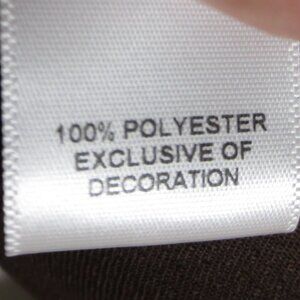 100% POLYESTER
EXCLUSIVE OF
DECORATION